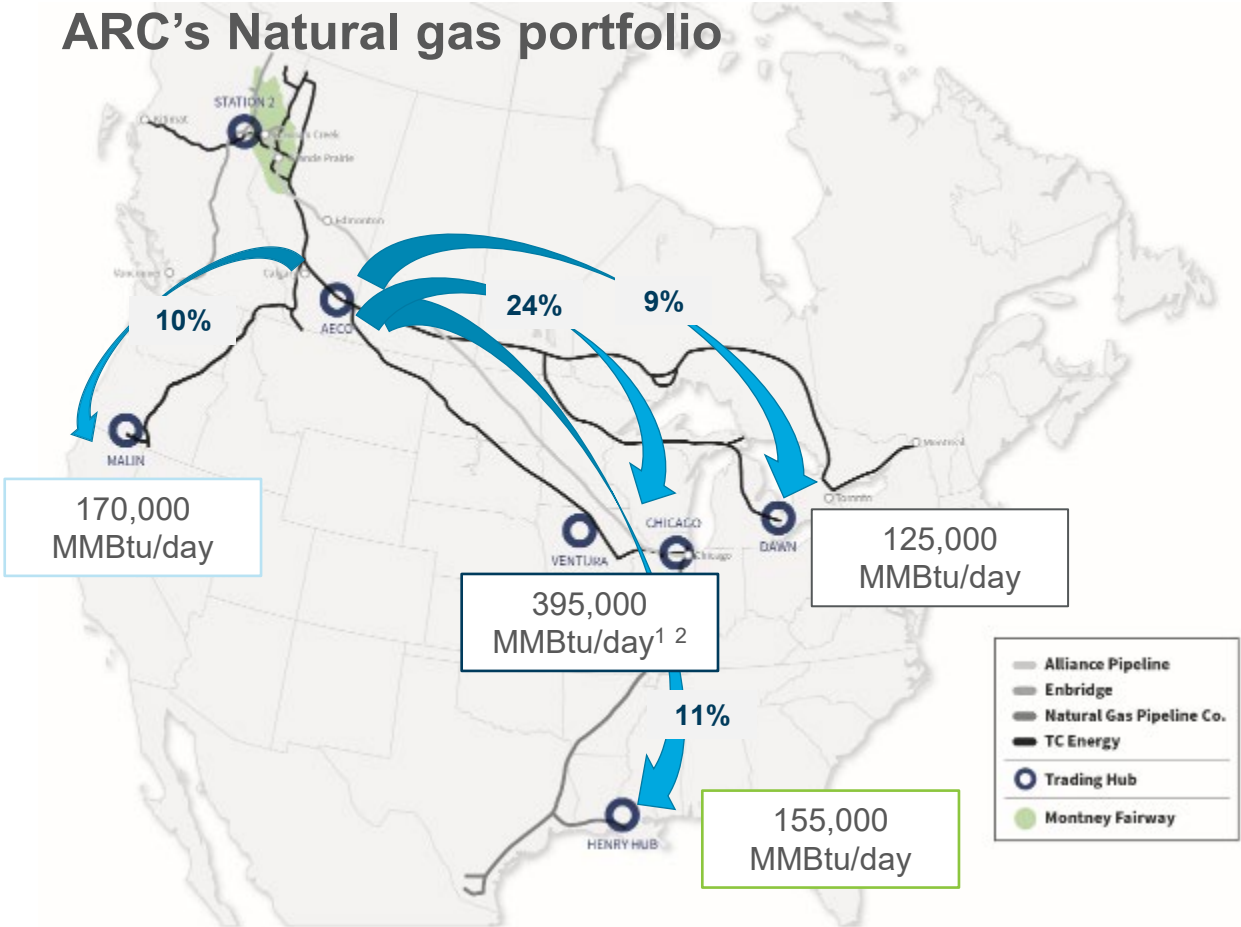 ARC's Natural gas portfolio
STATION 2
Kitimat
Creek
Grande Prairie
Edmonton
Vancouver
Calgary
10%
AECO
24%
9%
MALIN
170,000
MMBtu/day
Montreal
Toronto
CHICAGO
Chicago
VENTURA
DAWN
125,000
MMBtu/day
395,000
MMBtu/day¹ ²
11%
HENRY HUB
155,000
MMBtu/day
Alliance Pipeline
Enbridge
Natural Gas Pipeline Co.
TC Energy
Trading Hub
Montney Fairway